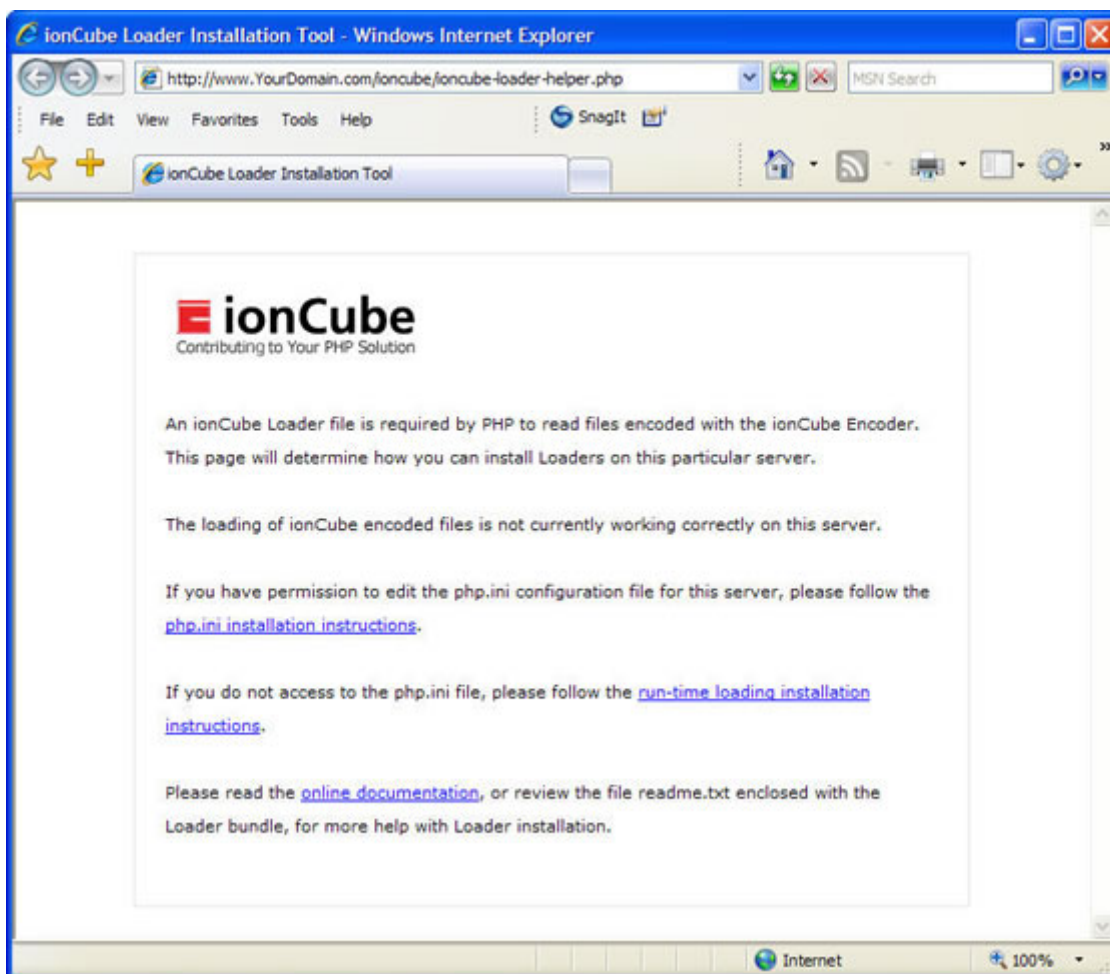 ionCube Loader Installation Tool - Windows Internet Explorer
http://www.YourDomain.com/ioncube/ioncube-loader-helper.php
MSN Search
File Edit View Favorites Tools Help
SnagIt
ionCube Loader Installation Tool
ionCube
Contributing to Your PHP Solution
An ionCube Loader file is required by PHP to read files encoded with the ionCube Encoder.
This page will determine how you can install Loaders on this particular server.
The loading of ionCube encoded files is not currently working correctly on this server.
If you have permission to edit the php.ini configuration file for this server, please follow the
php.ini installation instructions.
If you do not access to the php.ini file, please follow the run-time loading installation
instructions.
Please read the online documentation, or review the file readme.txt enclosed with the
Loader bundle, for more help with Loader installation.
Internet
100%